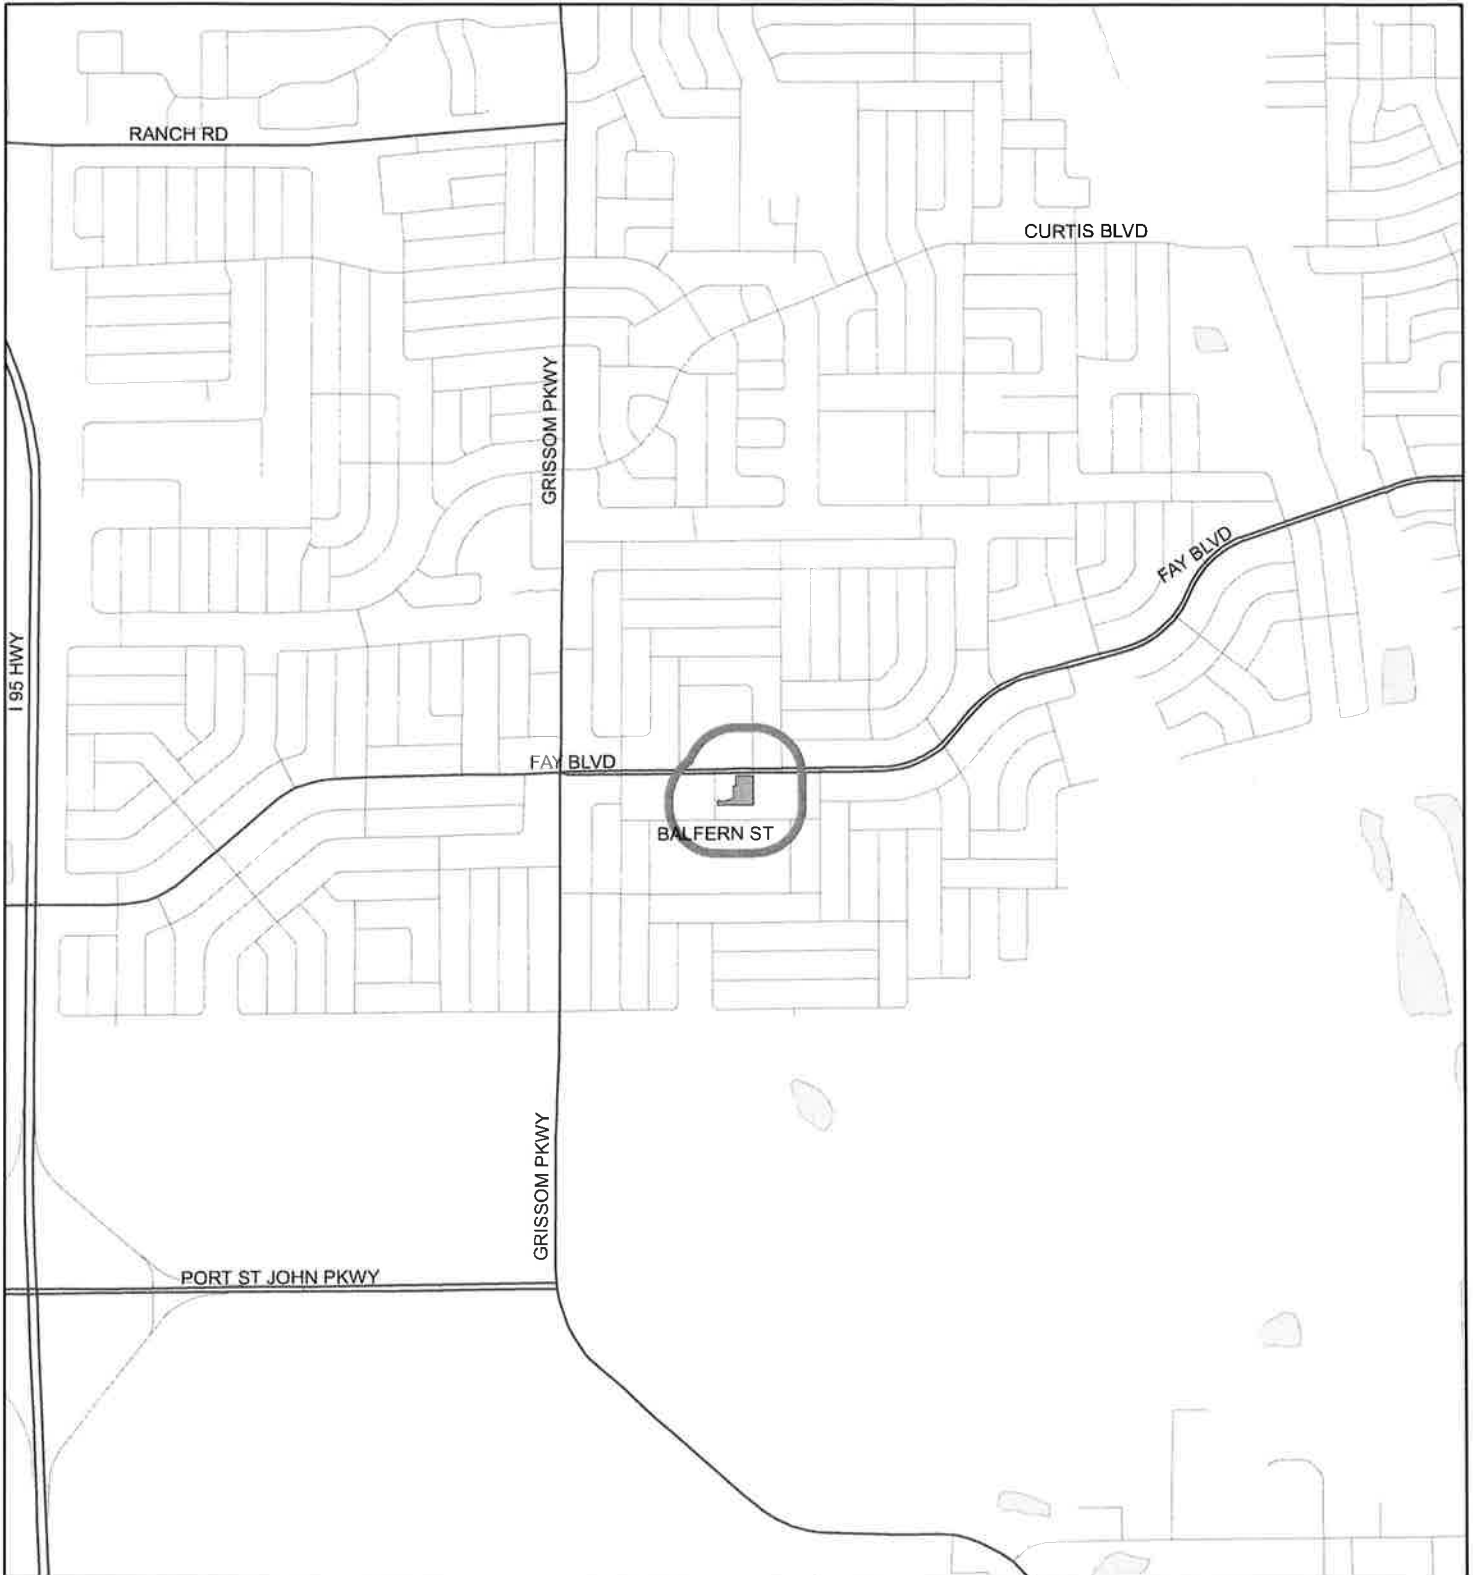 RANCH RD
CURTIS BLVD
GRISSOM PKWY
FAY BLVD
I 95 HWY
FAY BLVD
BALFERN ST
GRISSOM PKWY
PORT ST JOHN PKWY